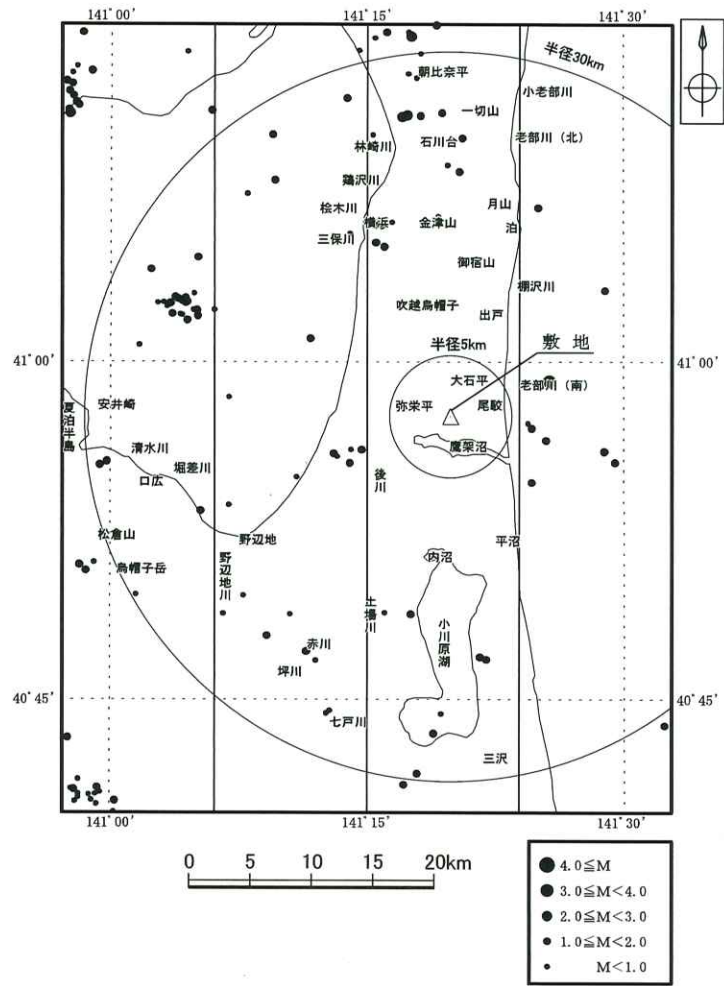 141° 00′
141° 15′
141° 30′
半径30km
朝比奈平
小老部川
一切山
林崎川
石川台
老部川（北）
鶏沢川
桧木川
横浜
金津山
月山
泊
三保川
御宿山
棚沢川
吹越烏帽子
出戸
半径5km
敷 地
41° 00′
41° 00′
大石平
老部川（南）
夏泊半島
安井崎
弥栄平
尾駮
清水川
堀差川
鷹架沼
口広
後川
松倉山
野辺地
平沼
烏帽子岳
野辺地川
内沼
土場川
小川原湖
赤川
坪川
40° 45′
40° 45′
七戸川
三沢
141° 00′
141° 15′
141° 30′
0 5 10 15 20km
4.0≦M
3.0≦M<4.0
2.0≦M<3.0
1.0≦M<2.0
M<1.0